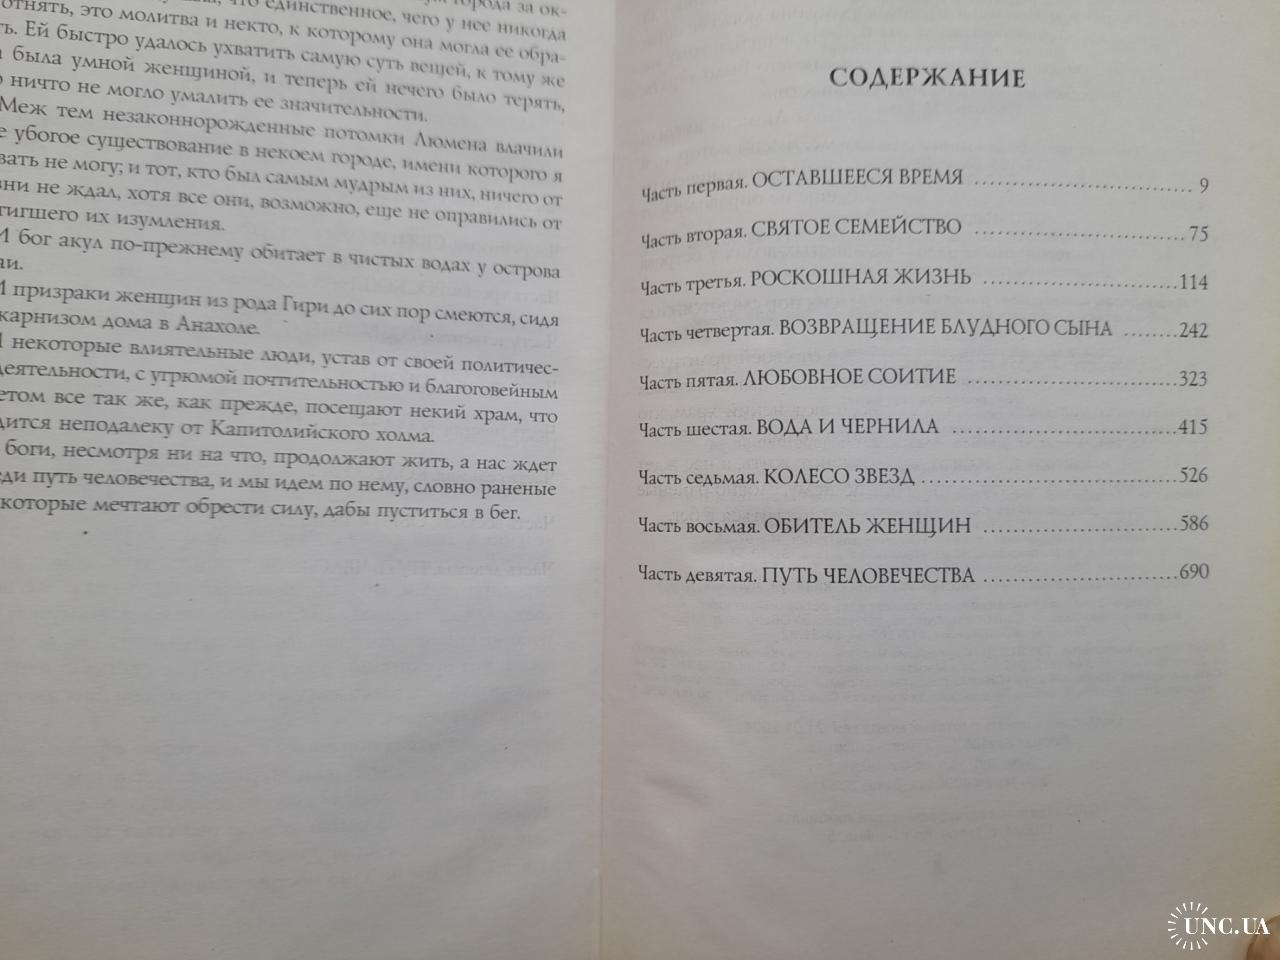 что единственное, чего у нее никогда
отнять, это молитва и некто, к которому она могла ее обра-
ть. Ей быстро удалось ухватить самую суть вещей, к тому же
была умной женщиной, и теперь ей нечего было терять,
ничто не могло умалить ее значительности.
Меж тем незаконнорожденные потомки Люмена влачили
е убогое существование в некоем городе, имени которого я
вать не могу; и тот, кто был самым мудрым из них, ничего от
зни не ждал, хотя все они, возможно, еще не оправились от
тигшего их изумления.
И бог акул по-прежнему обитает в чистых водах у острова
аи.
И призраки женщин из рода Гири до сих пор смеются, сидя
карнизом дома в Анахоле.
И некоторые влиятельные люди, устав от своей политичес-
деятельности, с угрюмой почтительностью и благоговейным
етом все так же, как прежде, посещают некий храм, что
дится неподалеку от Капитолийского холма.
боги, несмотря ни на что, продолжают жить, а нас ждет
еди путь человечества, и мы идем по нему, словно раненые
которые мечтают обрести силу, дабы пуститься в бег.
СОДЕРЖАНИЕ
Часть первая. ОСТАВШЕЕСЯ ВРЕМЯ ........................ 9
Часть вторая. СВЯТОЕ СЕМЕЙСТВО ........................ 75
Часть третья. РОСКОШНАЯ ЖИЗНЬ ........................ 114
Часть четвертая. ВОЗВРАЩЕНИЕ БЛУДНОГО СЫНА ........ 242
Часть пятая. ЛЮБОВНОЕ СОИТИЕ ........................ 323
Часть шестая. ВОДА И ЧЕРНИЛА ........................ 415
Часть седьмая. КОЛЕСО ЗВЕЗД ........................ 526
Часть восьмая. ОБИТЕЛЬ ЖЕНЩИН ........................ 586
Часть девятая. ПУТЬ ЧЕЛОВЕЧЕСТВА ........................ 690
UNC.UA